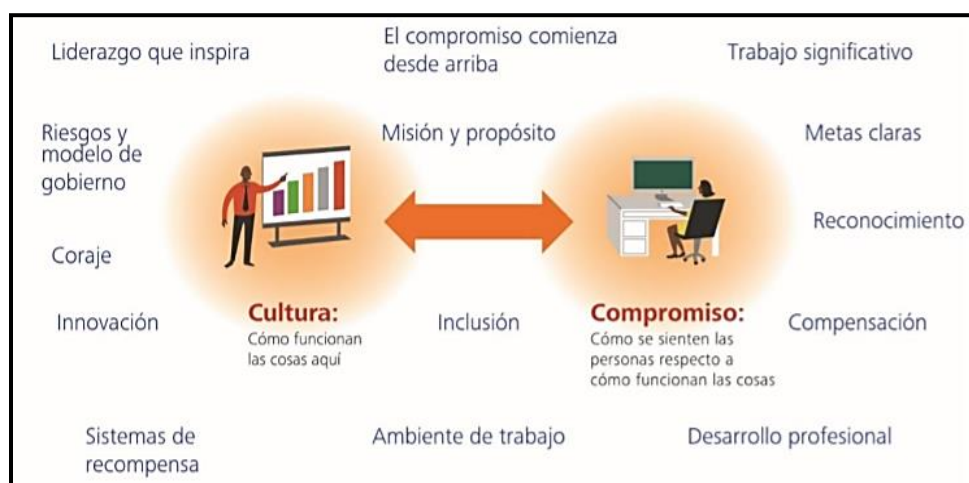 Liderazgo que inspira
El compromiso comienza
desde arriba
Trabajo significativo
Riesgos y
modelo de
gobierno
Misión y propósito
Metas claras
Reconocimiento
Coraje
Innovación
Cultura:
Cómo funcionan
las cosas aquí
Inclusión
Compromiso:
Cómo se sienten las
personas respecto a
cómo funcionan las cosas
Compensación
Sistemas de
recompensa
Ambiente de trabajo
Desarrollo profesional